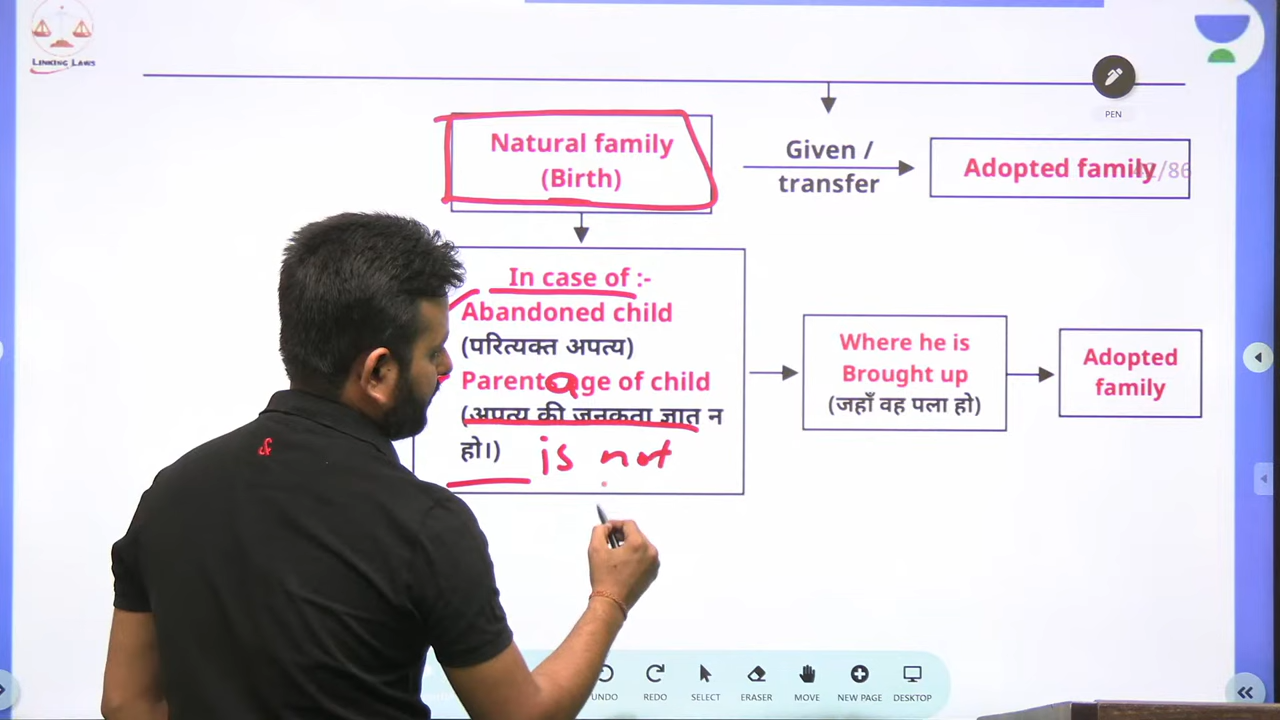 LINKING LAWS
PEN
Natural family
(Birth)
Given /
transfer
Adopted family
42/86
In case of :-
Abandoned child
(परित्यक्त अपत्य)
Parentage of child
(अपत्य की जनकता ज्ञात न
हो।)
is not
Where he is
Brought up
(जहाँ वह पला हो)
Adopted
family
UNDO
REDO
SELECT
ERASER
MOVE
NEW PAGE
DESKTOP